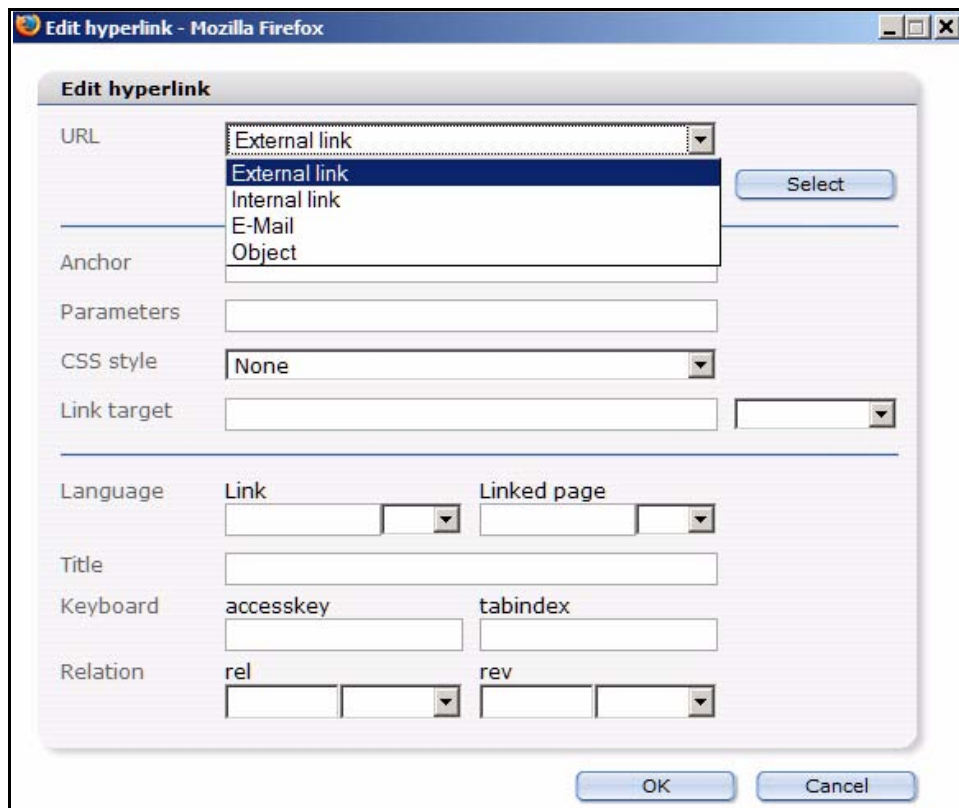 Edit hyperlink - Mozilla Firefox
Edit hyperlink
URL
External link
External link
Internal link
E-Mail
Object
Select
Anchor
Parameters
CSS style
None
Link target
Language
Link
Linked page
Title
Keyboard
accesskey
tabindex
Relation
rel
rev
OK
Cancel